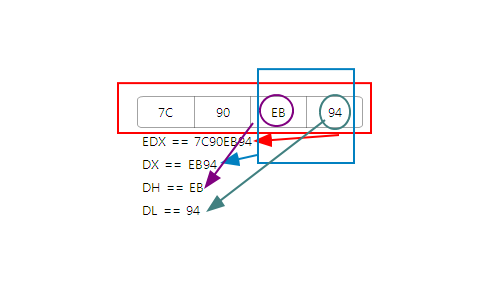 7C 90 EB 94
EDX == 7C90EB94
DX == EB94
DH == EB
DL == 94